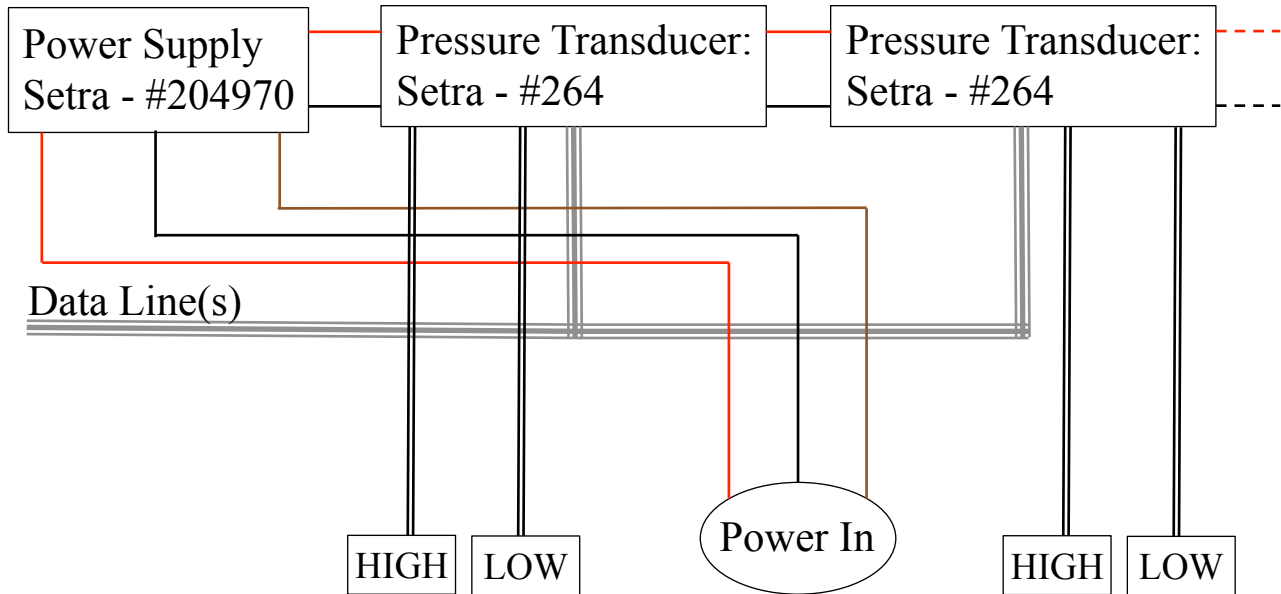 Power Supply
Setra - #204970
Pressure Transducer:
Setra - #264
Pressure Transducer:
Setra - #264
Data Line(s)
HIGH
LOW
Power In
HIGH
LOW